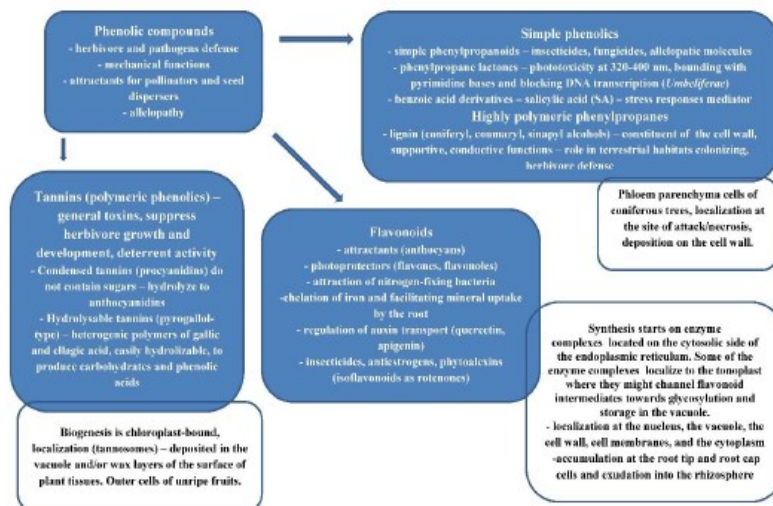 Phenolic compounds
- herbivore and pathogens defense
- mechanical functions
- attractants for pollinators and seed
dispersers
- allelopathy
Simple phenolics
- simple phenylpropanoids – insecticides, fungicides, allelopatic molecules
- phenylpropane lactones – phototoxicity at 320-400 nm, bounding with
pyrimidine bases and blocking DNA transcription (Umbeliferae)
- benzoic acid derivatives – salicylic acid (SA) – stress responses mediator
Highly polymeric phenylpropanes
- lignin (coniferyl, coumaryl, sinapyl alcohols) – constituent of the cell wall,
supportive, conductive functions – role in terrestrial habitats colonizing,
herbivore defense
Phloem parenchyma cells of
coniferous trees, localization at
the site of attack/necrosis,
deposition on the cell wall.
Tannins (polymeric phenolics) –
general toxins, suppress
herbivore growth and
development, deterrent activity
- Condensed tannins (procyanidins) do
not contain sugars – hydrolyze to
anthocyanidins
- Hydrolysable tannins (pyrogallol-
type) – heterogenic polymers of gallic
and ellagic acid, easily hydrolizable, to
produce carbohydrates and phenolic
acids
Biogenesis is chloroplast-bound,
localization (tannosomes) – deposited in the
vacuole and/or wax layers of the surface of
plant tissues. Outer cells of unripe fruits.
Flavonoids
- attractants (anthocyans)
- photoprotectors (flavones, flavonoles)
- attraction of nitrogen-fixing bacteria
-chelation of iron and facilitating mineral uptake
by the root
- regulation of auxin transport (quercetin,
apigenin)
- insecticides, antiestrogens, phytoalexins
(isoflavonoids as rotenones)
Synthesis starts on enzyme
complexes located on the cytosolic side of
the endoplasmic reticulum. Some of the
enzyme complexes localize to the tonoplast
where they might channel flavonoid
intermediates towards glycosylation and
storage in the vacuole.
- localization at the nucleus, the vacuole, the
cell wall, cell membranes, and the cytoplasm
-accumulation at the root tip and root cap
cells and exudation into the rhizosphere